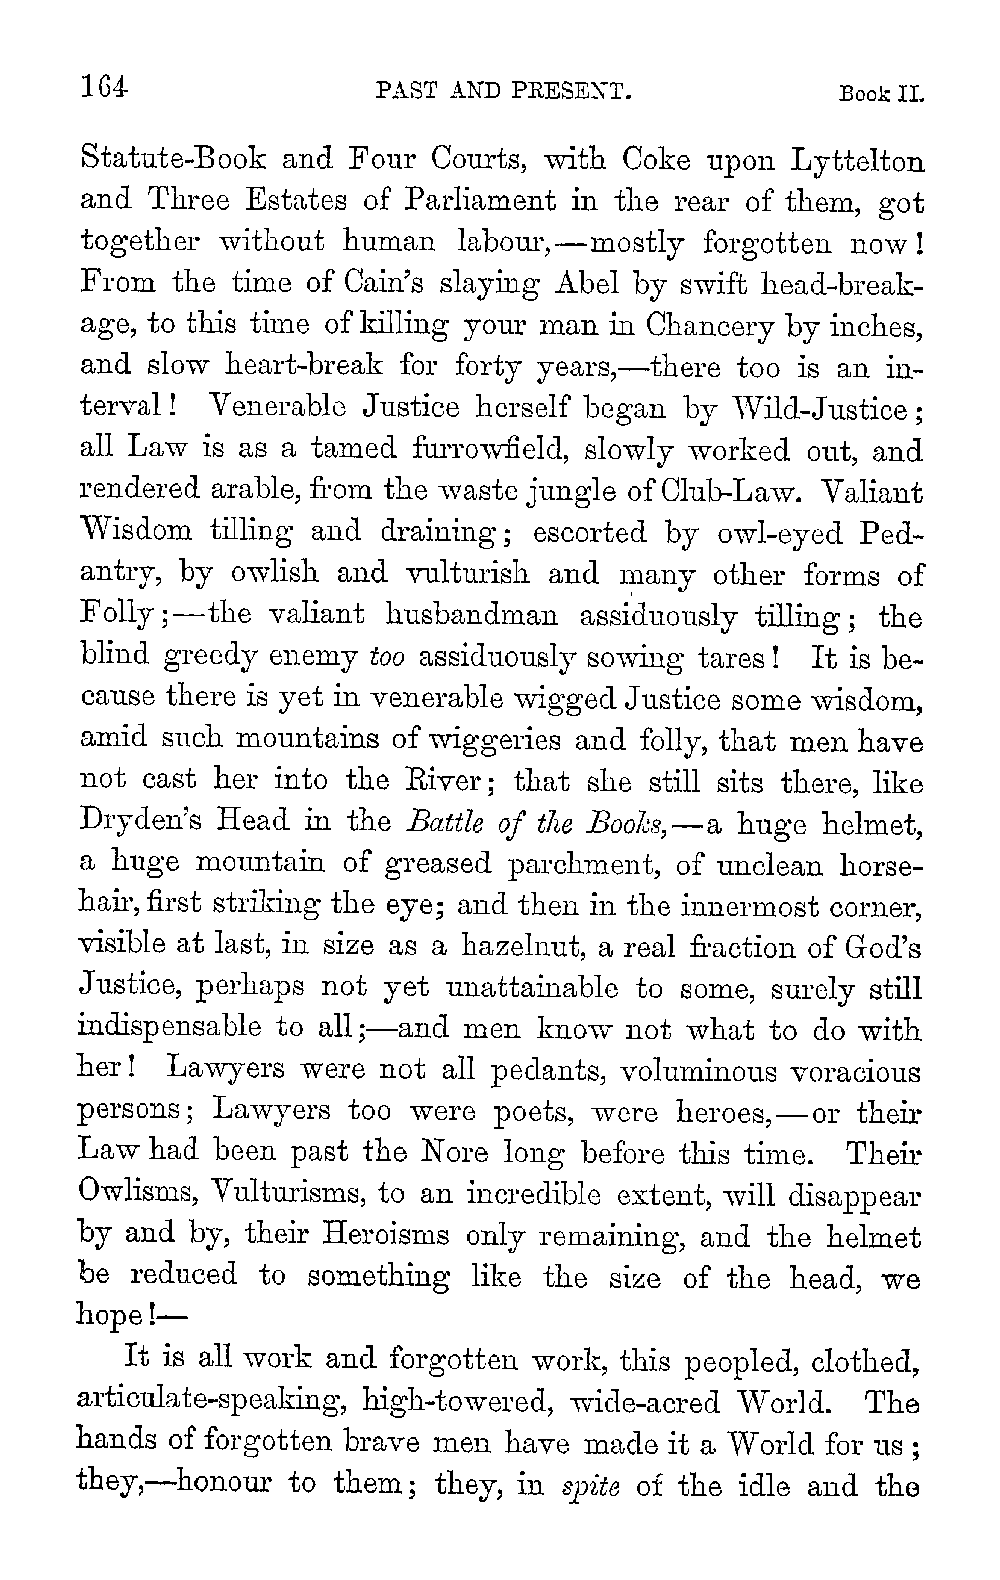 164 PAST AND PRESENT. Book II.
Statute-Book and Four Courts, with Coke upon Lyttelton
and Three Estates of Parliament in the rear of them, got
together without human labour,—mostly forgotten now!
From the time of Cain's slaying Abel by swift head-break-
age, to this time of killing your man in Chancery by inches,
and slow heart-break for forty years,—there too is an in-
terval! Venerable Justice herself began by Wild-Justice;
all Law is as a tamed furrowfield, slowly worked out, and
rendered arable, from the waste jungle of Club-Law. Valiant
Wisdom tilling and draining; escorted by owl-eyed Ped-
antry, by owlish and vulturish and many other forms of
Folly;—the valiant husbandman assiduously tilling; the
blind greedy enemy too assiduously sowing tares! It is be-
cause there is yet in venerable wigged Justice some wisdom,
amid such mountains of wiggeries and folly, that men have
not cast her into the River; that she still sits there, like
Dryden's Head in the Battle of the Books,—a huge helmet,
a huge mountain of greased parchment, of unclean horse-
hair, first striking the eye; and then in the innermost corner,
visible at last, in size as a hazelnut, a real fraction of God's
Justice, perhaps not yet unattainable to some, surely still
indispensable to all;—and men know not what to do with
her! Lawyers were not all pedants, voluminous voracious
persons; Lawyers too were poets, were heroes,—or their
Law had been past the Nore long before this time. Their
Owlisms, Vulturisms, to an incredible extent, will disappear
by and by, their Heroisms only remaining, and the helmet
be reduced to something like the size of the head, we
hope!—
It is all work and forgotten work, this peopled, clothed,
articulate-speaking, high-towered, wide-acred World. The
hands of forgotten brave men have made it a World for us;
they,—honour to them; they, in spite of the idle and the